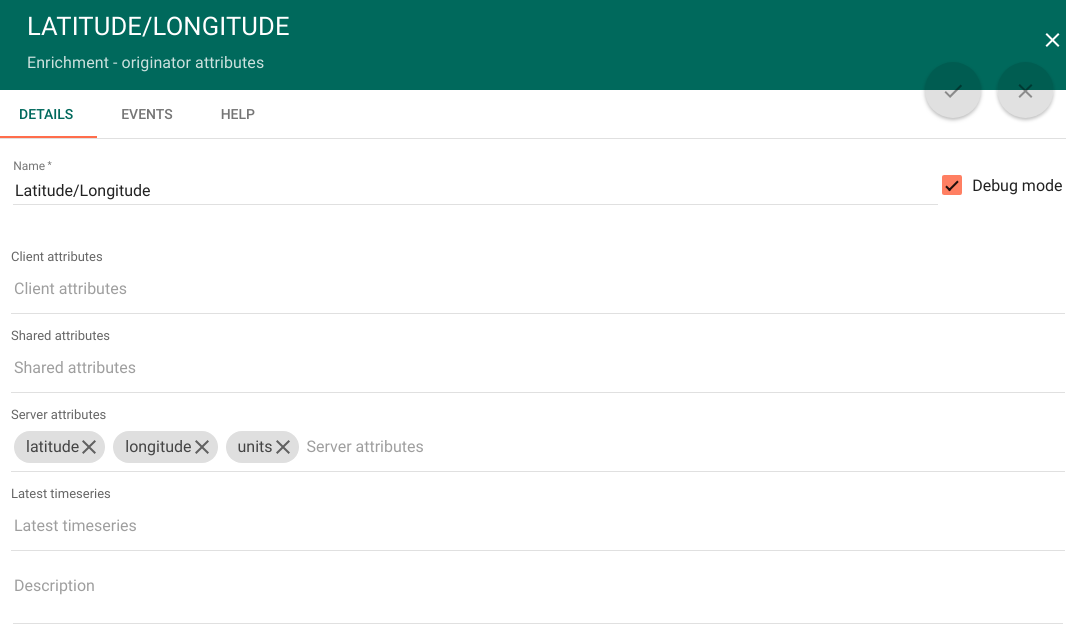 LATITUDE/LONGITUDE
Enrichment - originator attributes
DETAILS EVENTS HELP
Name *
Latitude/Longitude
Debug mode
Client attributes
Client attributes
Shared attributes
Shared attributes
Server attributes
latitude longitude units Server attributes
Latest timeseries
Latest timeseries
Description